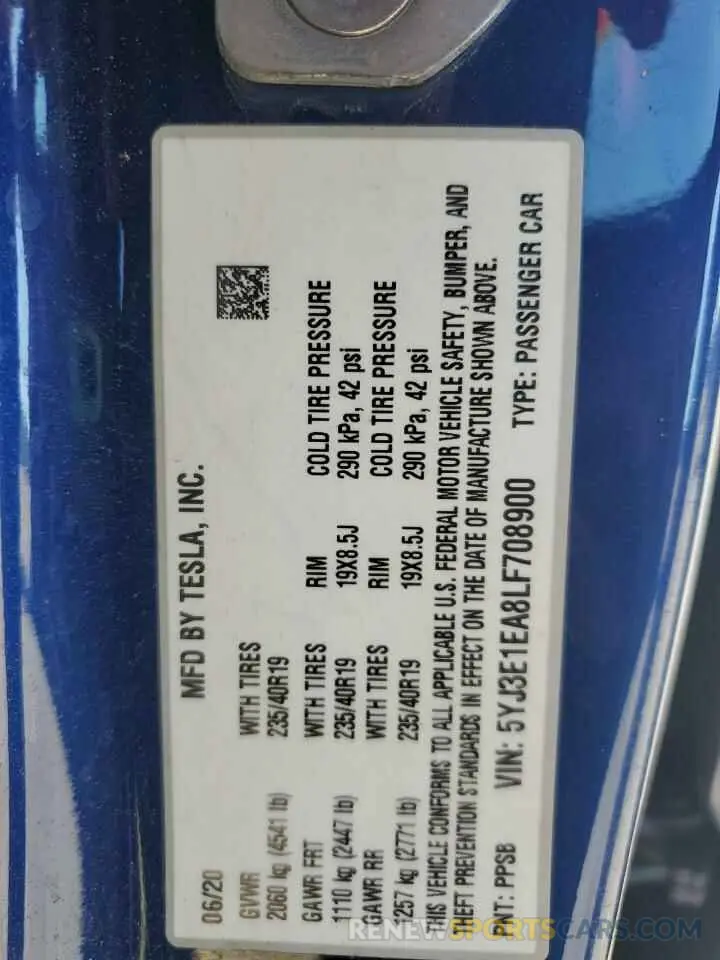 06/20 MFD BY TESLA, INC.
GVWR WITH TIRES
2060 kg (4541 lb) 235/40R19
GAWR FRT WITH TIRES RIM COLD TIRE PRESSURE
1110 kg (2447 lb) 235/40R19 19X8.5J 290 kPa, 42 psi
GAWR RR WITH TIRES RIM COLD TIRE PRESSURE
1257 kg (2771 lb) 235/40R19 19X8.5J 290 kPa, 42 psi
THIS VEHICLE CONFORMS TO ALL APPLICABLE U.S. FEDERAL MOTOR VEHICLE SAFETY, BUMPER, AND
THEFT PREVENTION STANDARDS IN EFFECT ON THE DATE OF MANUFACTURE SHOWN ABOVE.
PNT: PPSB VIN: 5YJ3E1EA8LF708900 TYPE: PASSENGER CAR
RENEWSPORTSCARS.COM